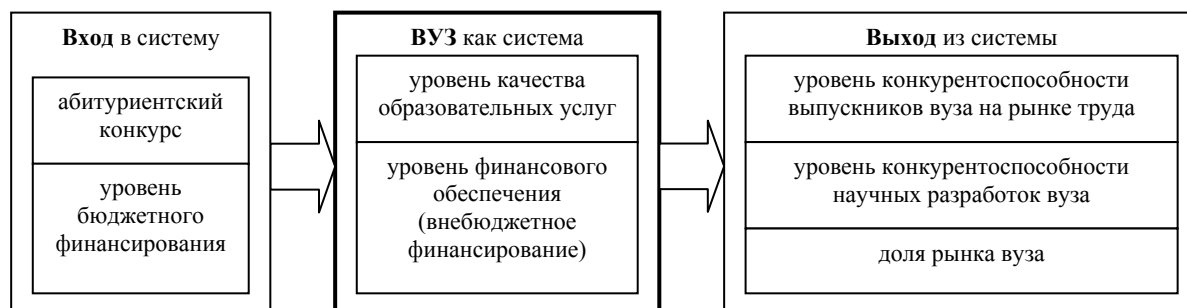 Вход в систему
абитуриентский
конкурс
уровень
бюджетного
финансирования
ВУЗ как система
уровень качества
образовательных услуг
уровень финансового
обеспечения
(внебюджетное
финансирование)
Выход из системы
уровень конкурентоспособности
выпускников вуза на рынке труда
уровень конкурентоспособности
научных разработок вуза
доля рынка вуза